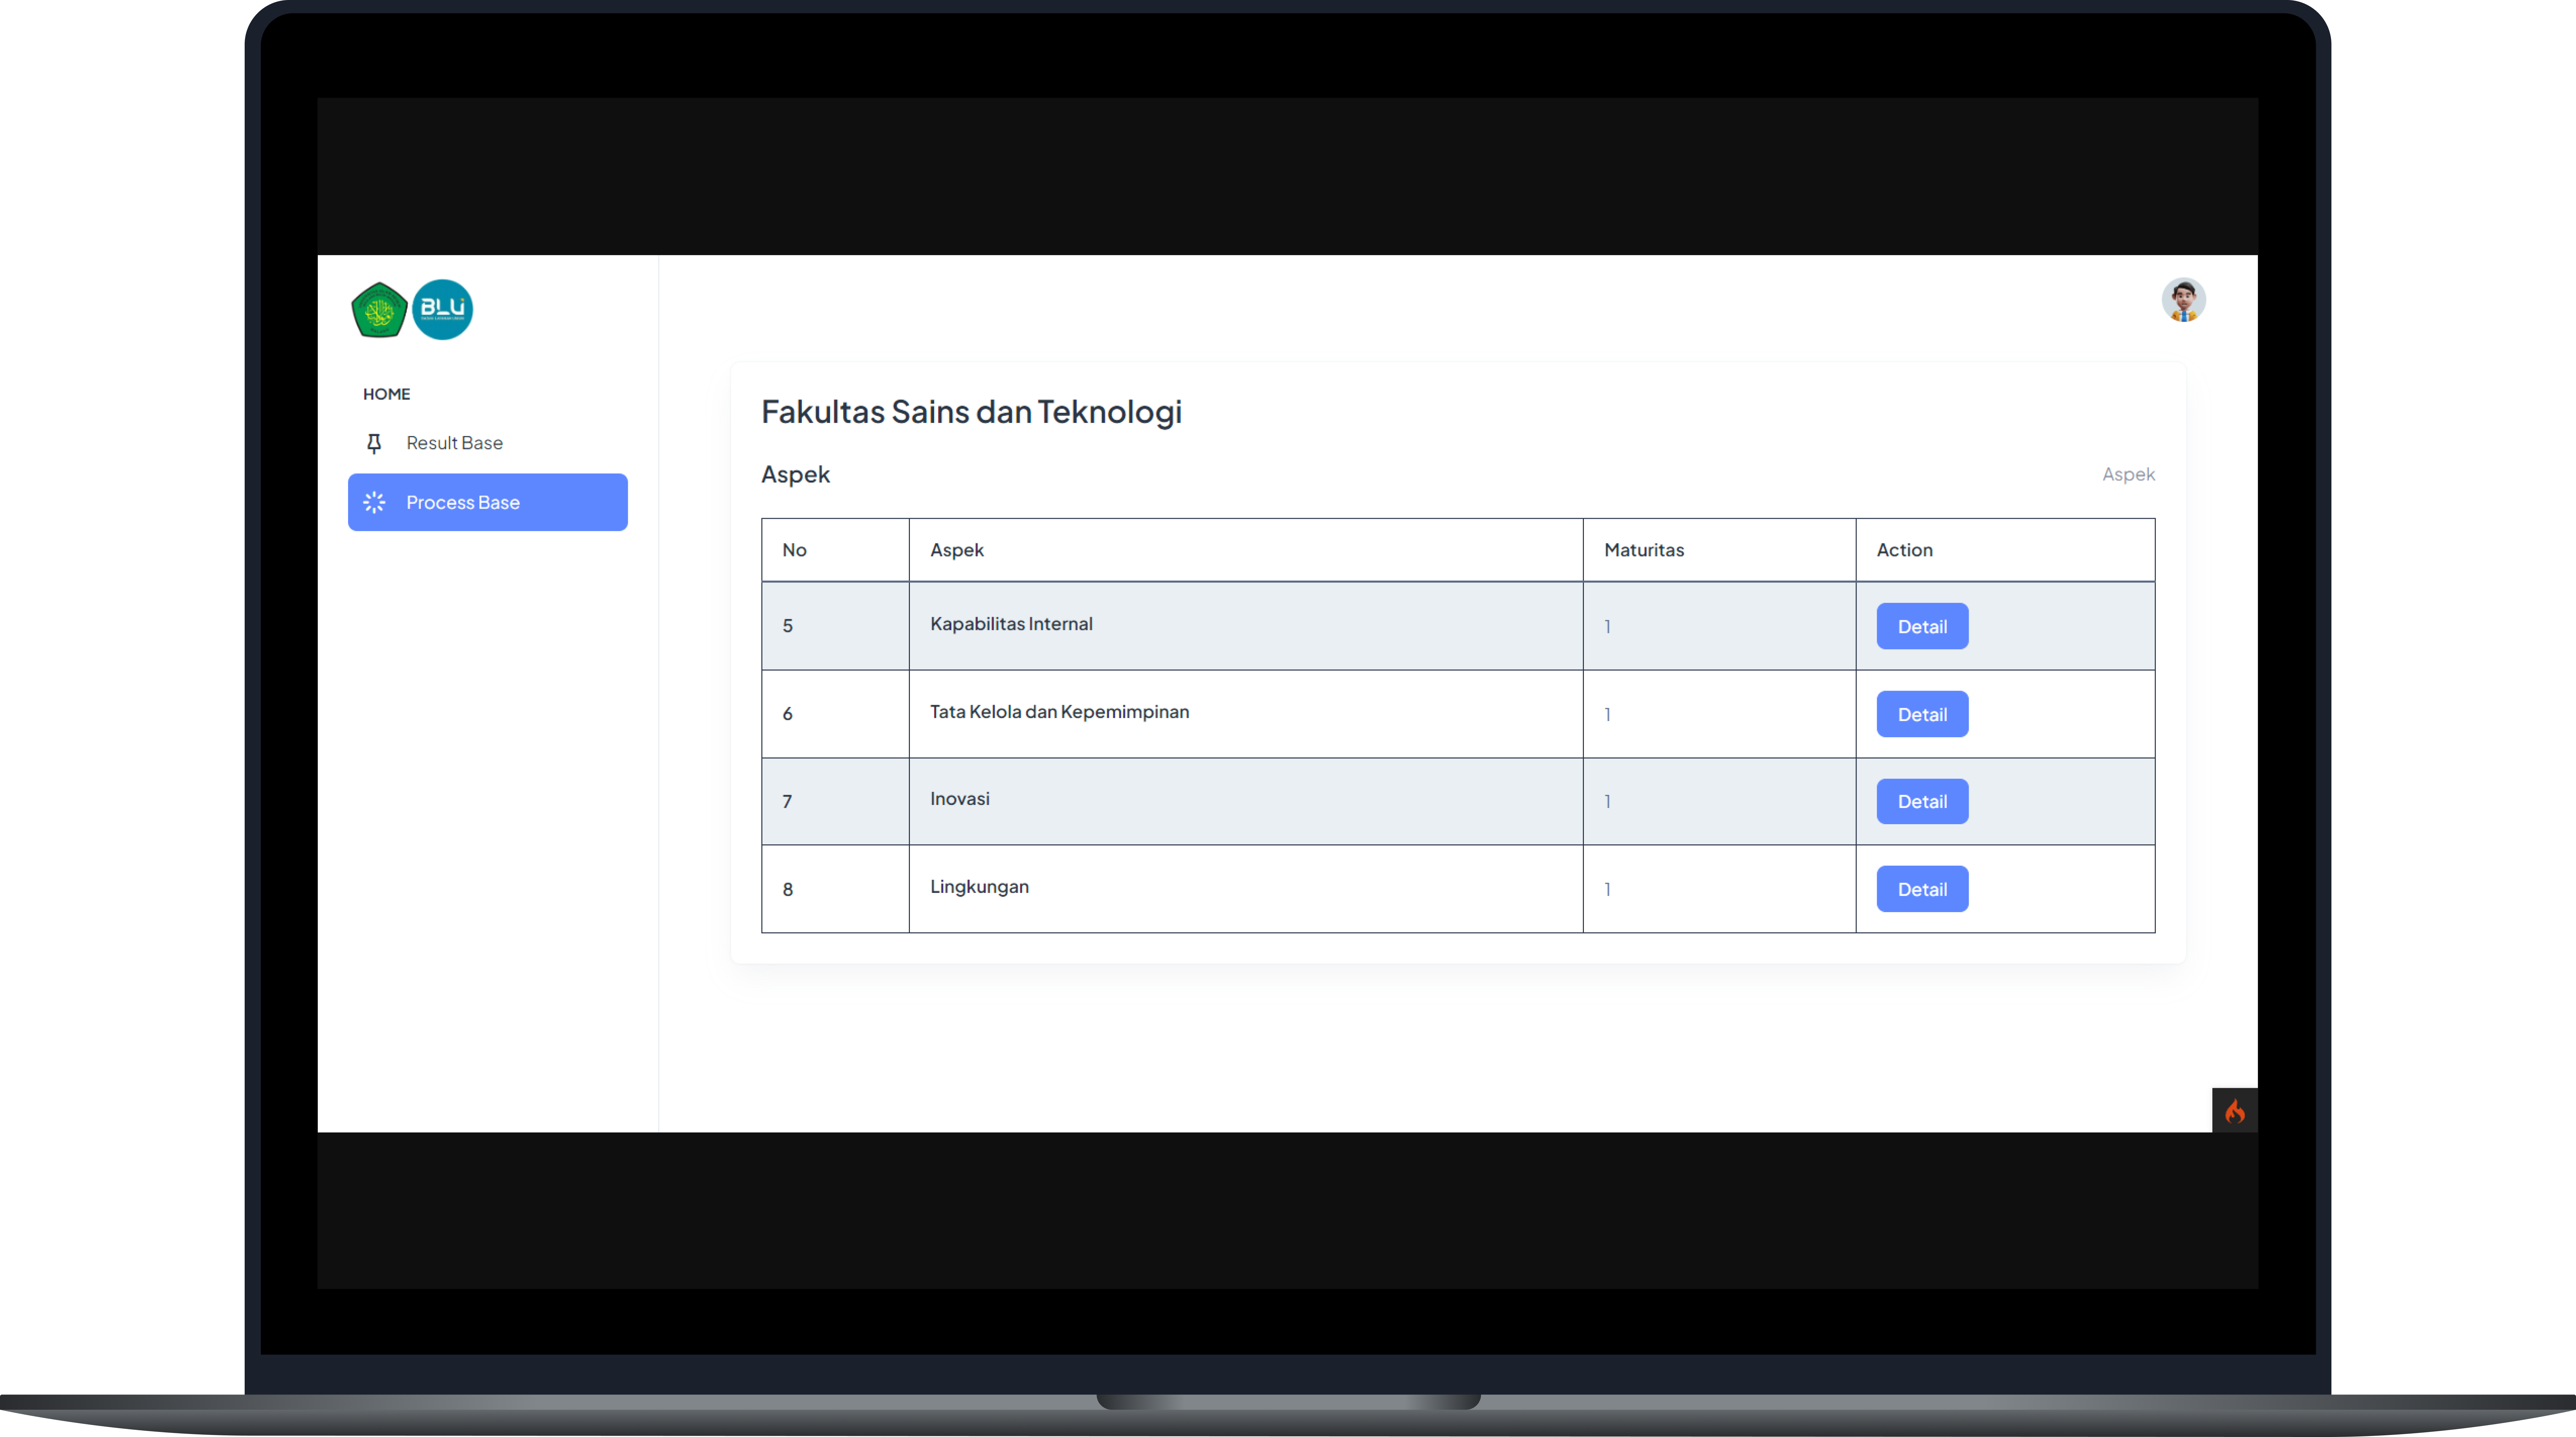 BLU
HOME
Result Base
Process Base
Fakultas Sains dan Teknologi
Aspek
Aspek
No Aspek Maturitas Action
5 Kapabilitas Internal 1 Detail
6 Tata Kelola dan Kepemimpinan 1 Detail
7 Inovasi 1 Detail
8 Lingkungan 1 Detail